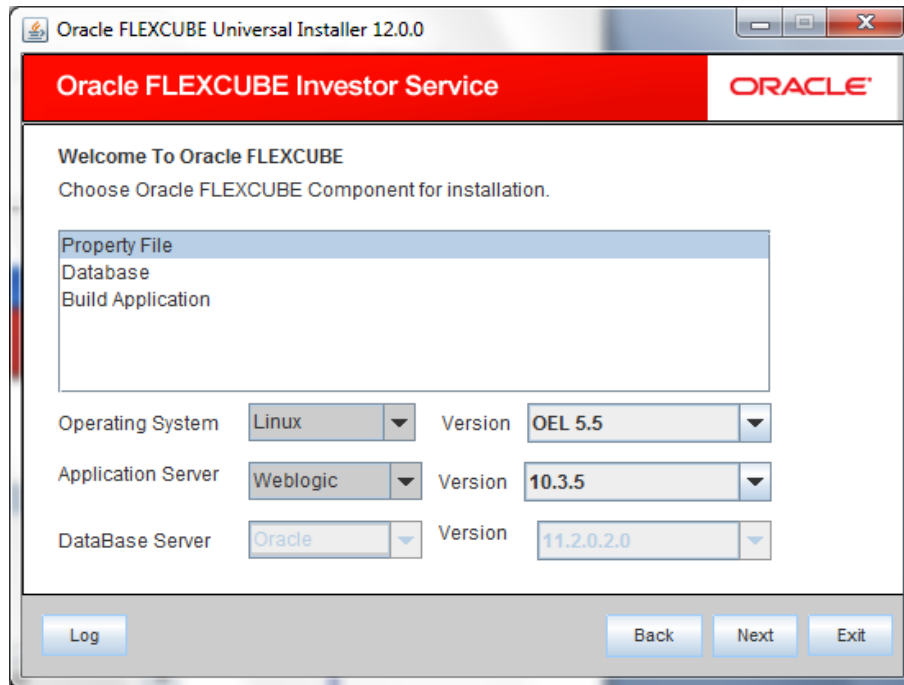 Oracle FLEXCUBE Universal Installer 12.0.0
Oracle FLEXCUBE Investor Service
ORACLE
Welcome To Oracle FLEXCUBE
Choose Oracle FLEXCUBE Component for installation.
Property File
Database
Build Application
Operating System Linux Version OEL 5.5
Application Server Weblogic Version 10.3.5
DataBase Server Oracle Version 11.2.0.2.0
Log Back Next Exit